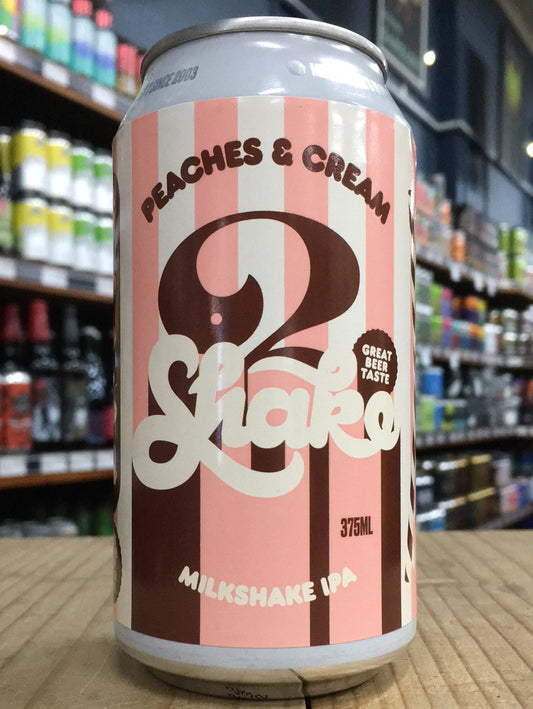 SINCE 2003
PEACHES & CREAM
2
Shake
GREAT
BEER
TASTE
375ML
MILKSHAKE IPA